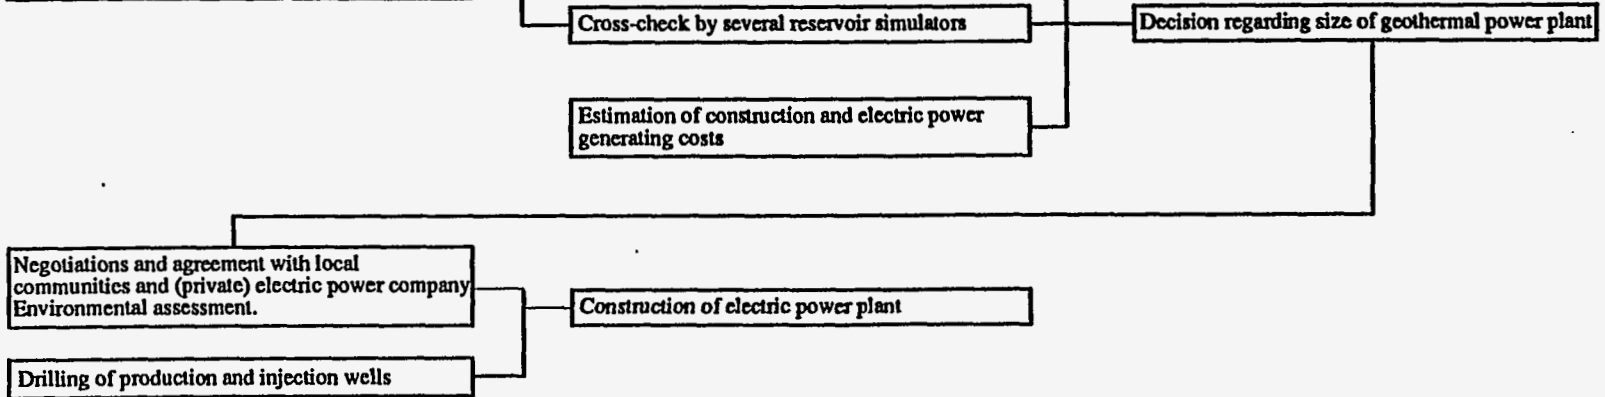 Cross-check by several reservoir simulators
Decision regarding size of geothermal power plant
Estimation of construction and electric power
generating costs
Negotiations and agreement with local
communities and (private) electric power company
Environmental assessment.
Construction of electric power plant
Drilling of production and injection wells